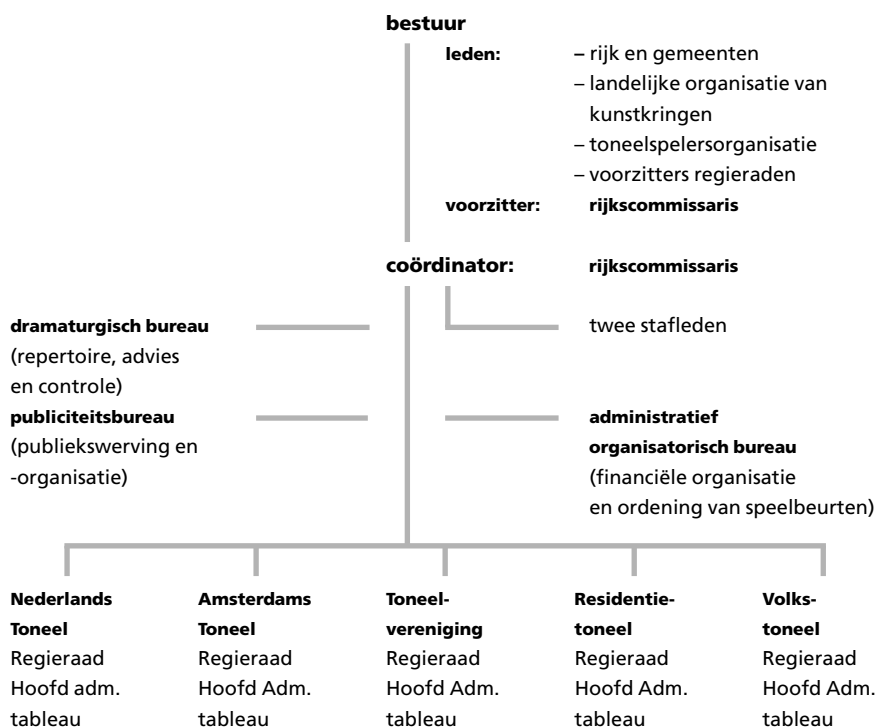 bestuur
leden: – rijk en gemeenten
– landelijke organisatie van
kunstkringen
– toneelspelersorganisatie
– voorzitters regieraden
voorzitter: rijkscommissaris
coördinator: rijkscommissaris
dramaturgisch bureau
(repertoire, advies
en controle)
twee stafleden
publiciteitsbureau
(publiekswerving en
-organisatie)
administratief
organisatorisch bureau
(financiële organisatie
en ordening van speelbeurten)
Nederlands
Toneel
Regieraad
Hoofd adm.
tableau
Amsterdams
Toneel
Regieraad
Hoofd Adm.
tableau
Toneel-
vereniging
Regieraad
Hoofd Adm.
tableau
Residentie-
toneel
Regieraad
Hoofd Adm.
tableau
Volks-
toneel
Regieraad
Hoofd Adm.
tableau